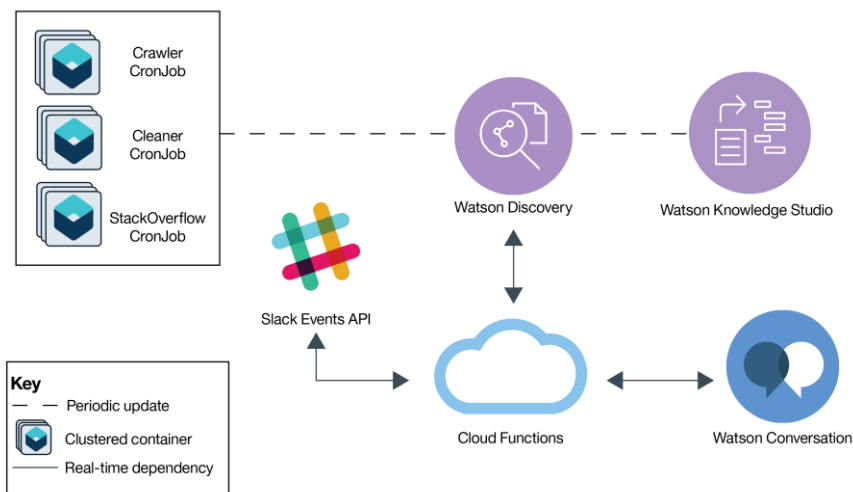 Crawler
CronJob
Cleaner
CronJob
StackOverflow
CronJob
Watson Discovery
Watson Knowledge Studio
Slack Events API
Cloud Functions
Watson Conversation
Key
Periodic update
Clustered container
Real-time dependency